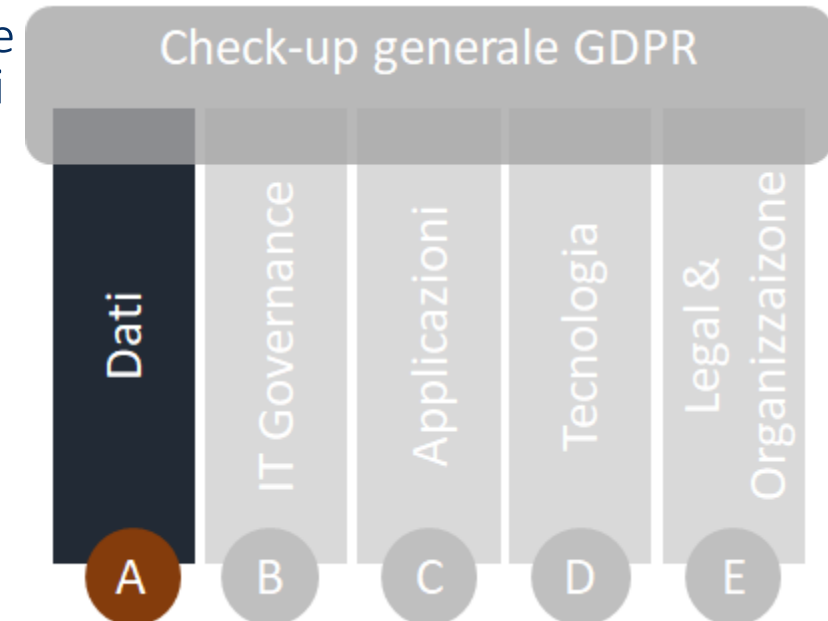 e
i
Check-up generale GDPR
Dati
IT Governance
Applicazioni
Tecnologia
Legal &
Organizzaizone
A
B
C
D
E